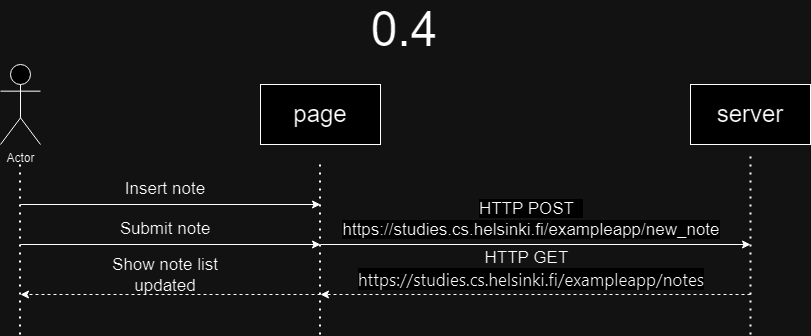 0.4
page
server
Actor
Insert note
HTTP POST
Submit note
https://studies.cs.helsinki.fi/exampleapp/new_note
HTTP GET
Show note list
updated
https://studies.cs.helsinki.fi/exampleapp/notes